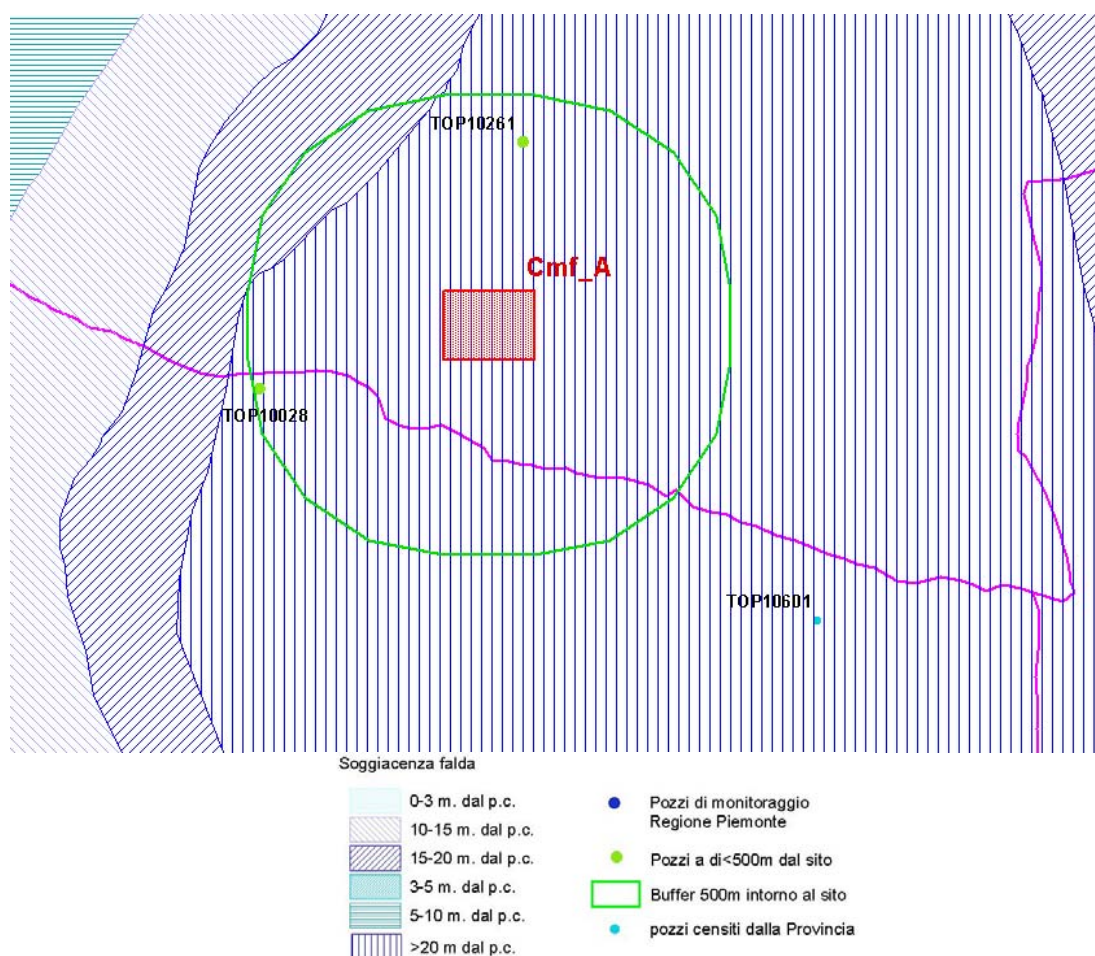 TOP10261
Cmf_A
TOP10028
TOP10601
Soggiacenza falda
0-3 m. dal p.c.
10-15 m. dal p.c.
15-20 m. dal p.c.
3-5 m. dal p.c.
5-10 m. dal p.c.
>20 m dal p.c.
Pozzi di monitoraggio
Regione Piemonte
Pozzi a di<500m dal sito
Buffer 500m intorno al sito
pozzi censiti dalla Provincia